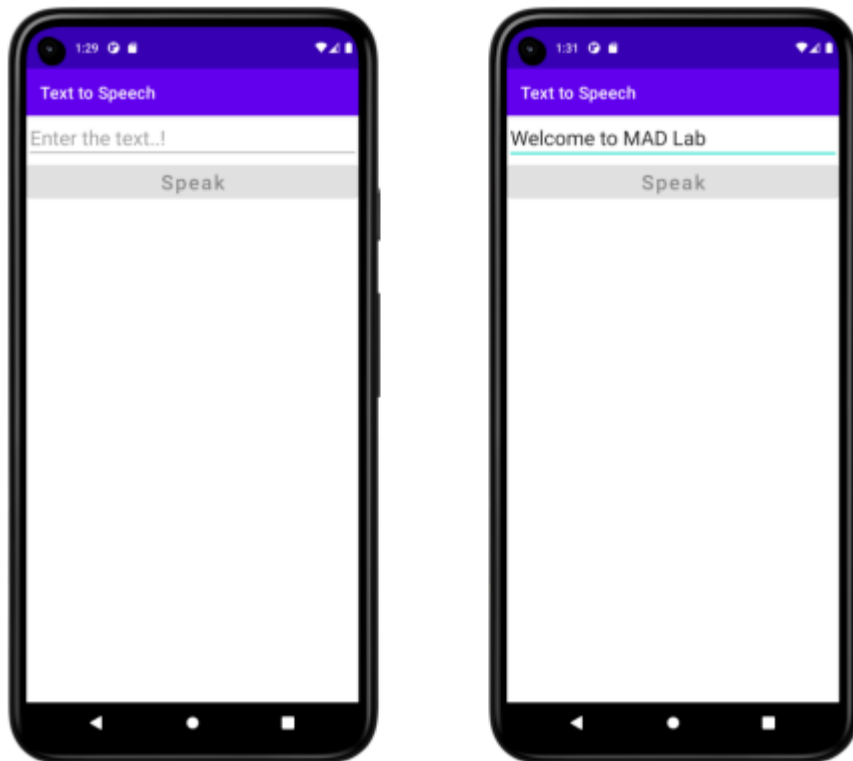 1:29
Text to Speech
Enter the text..!
Speak
1:31
Text to Speech
Welcome to MAD Lab
Speak